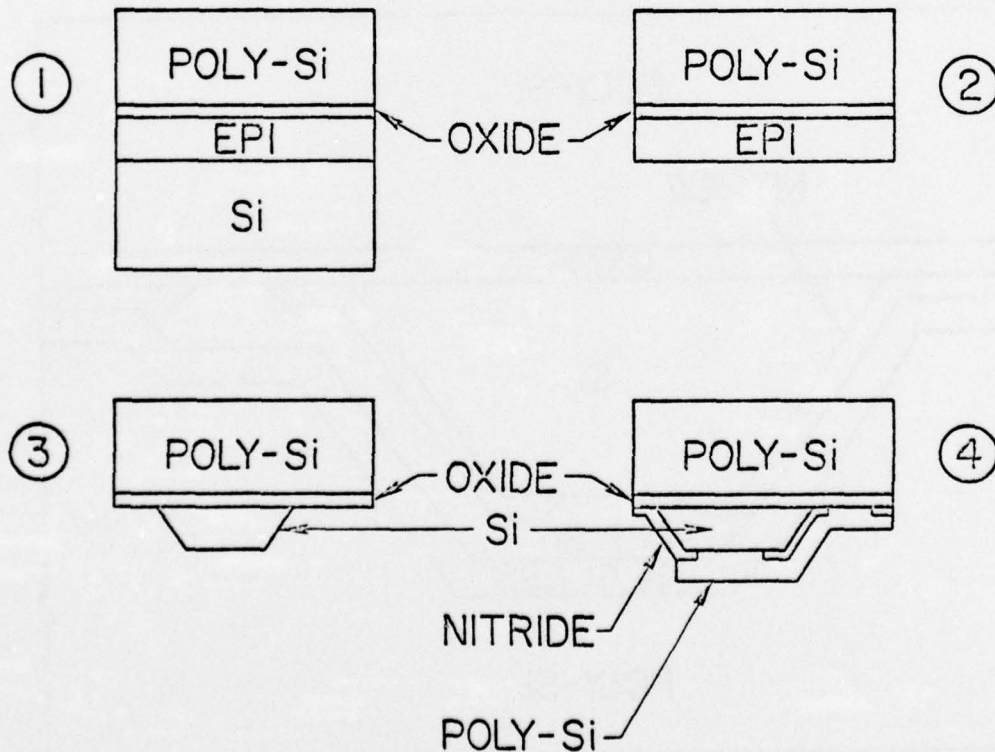 1
POLY-Si
EPI
Si
OXIDE
POLY-Si
EPI
2
3
POLY-Si
OXIDE
Si
NITRIDE
POLY-Si
POLY-Si
4